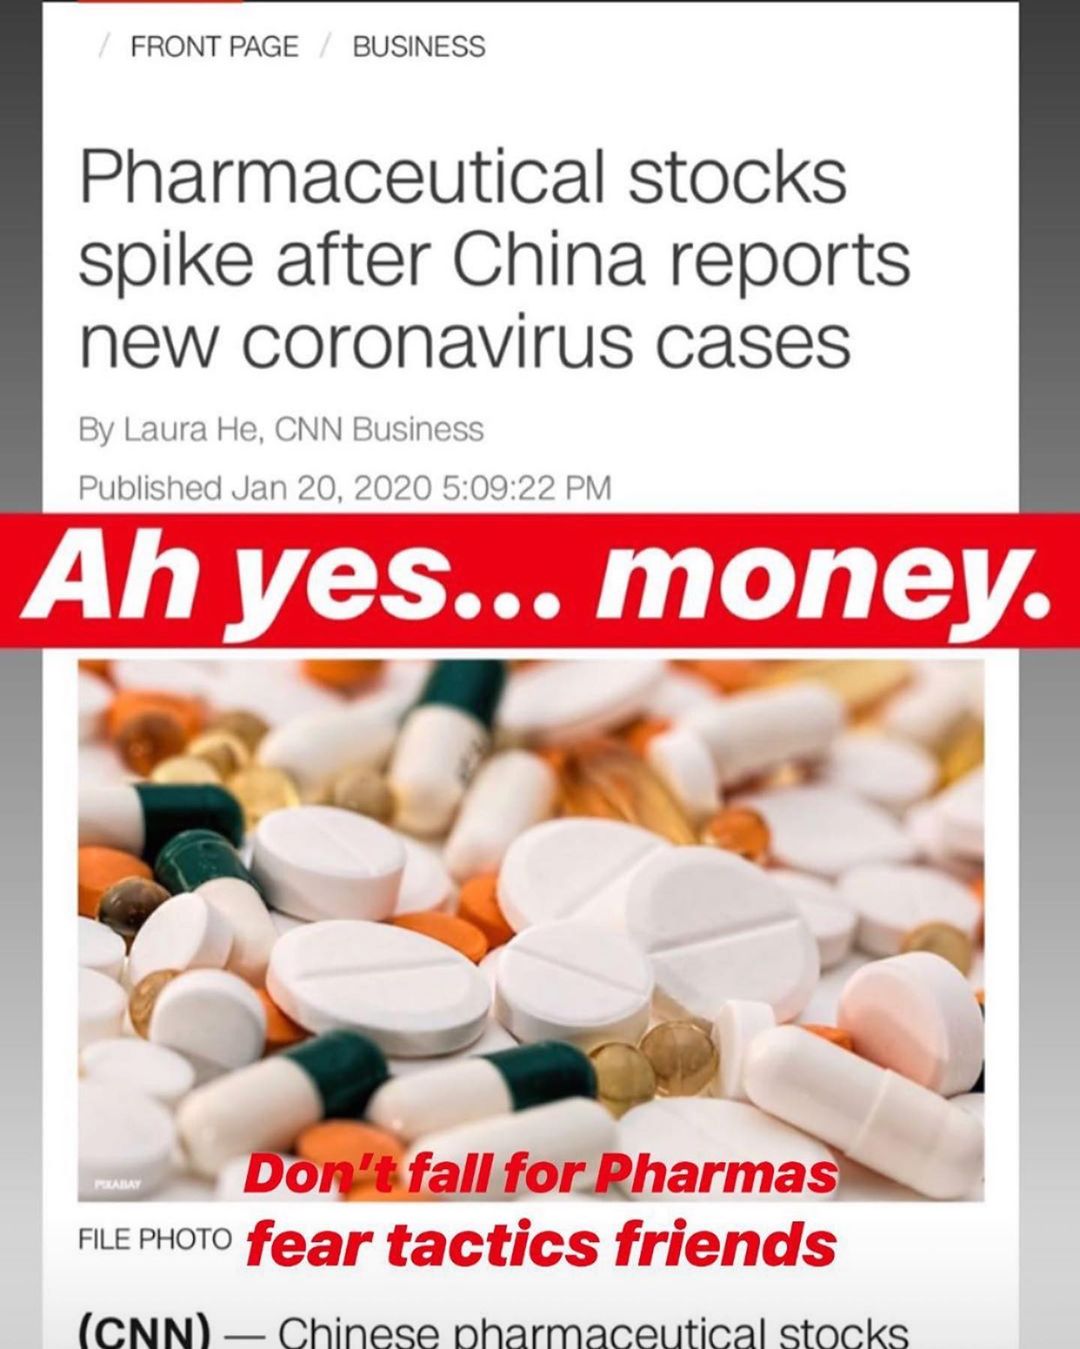 / FRONT PAGE / BUSINESS
Pharmaceutical stocks
spike after China reports
new coronavirus cases
By Laura He, CNN Business
Published Jan 20, 2020 5:09:22 PM
Ah yes... money.
PIXABAY
Don't fall for Pharmas
FILE PHOTO
fear tactics friends
(CNN) — Chinese pharmaceutical stocks